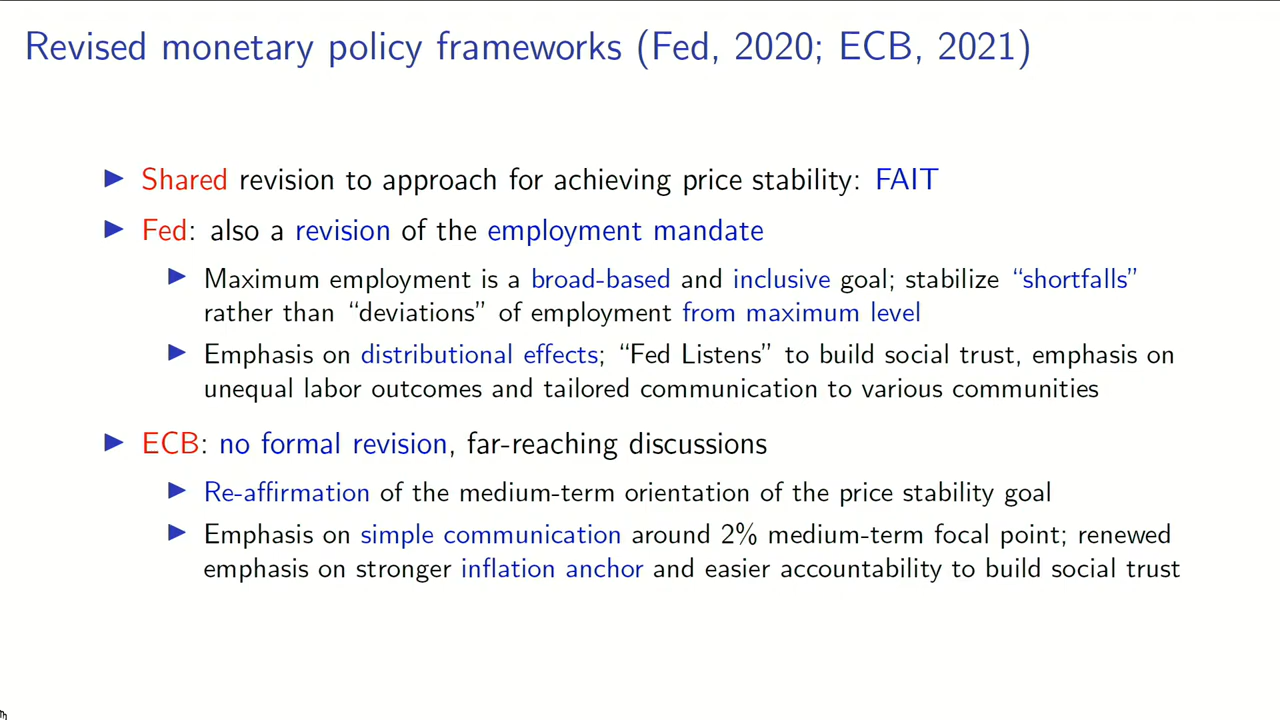 Revised monetary policy frameworks (Fed, 2020; ECB, 2021)
Shared revision to approach for achieving price stability: FAIT
Fed: also a revision of the employment mandate
Maximum employment is a broad-based and inclusive goal; stabilize “shortfalls”
rather than “deviations” of employment from maximum level
Emphasis on distributional effects; “Fed Listens” to build social trust, emphasis on
unequal labor outcomes and tailored communication to various communities
ECB: no formal revision, far-reaching discussions
Re-affirmation of the medium-term orientation of the price stability goal
Emphasis on simple communication around 2% medium-term focal point; renewed
emphasis on stronger inflation anchor and easier accountability to build social trust